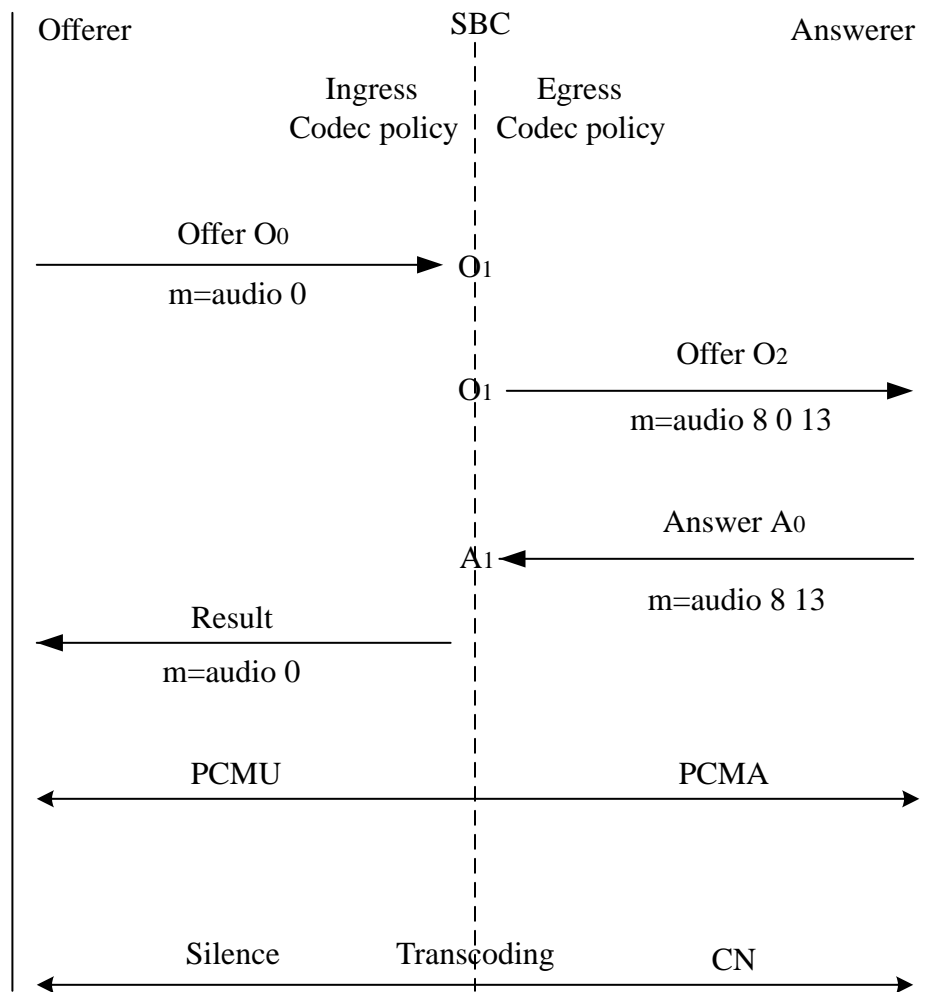 Offerer
SBC
Answerer
Ingress
Codec policy
Egress
Codec policy
Offer O0
O1
m=audio 0
Offer O2
O1
m=audio 8 0 13
Answer A0
A1
m=audio 8 13
Result
m=audio 0
PCMU
PCMA
Silence
Transcoding
CN